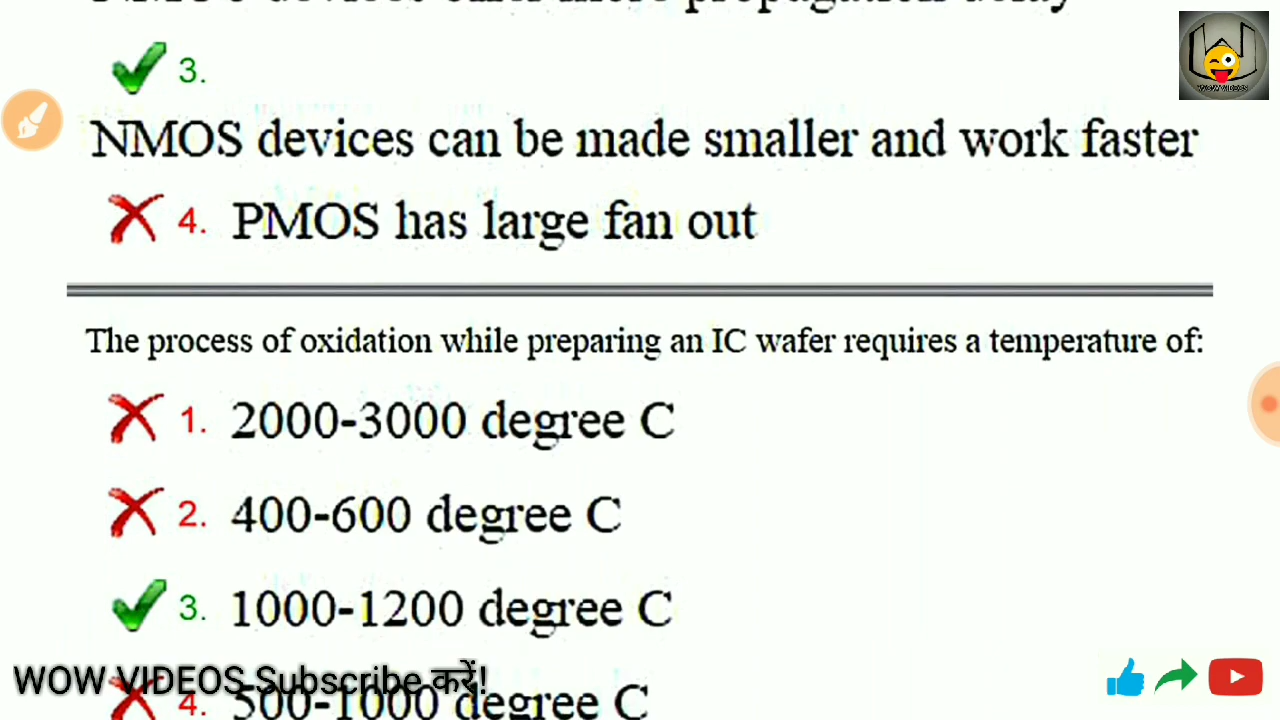 3.
NMOS devices can be made smaller and work faster
4. PMOS has large fan out
The process of oxidation while preparing an IC wafer requires a temperature of:
1. 2000-3000 degree C
2. 400-600 degree C
3. 1000-1200 degree C
4. 500-1000 degree C
WOW VIDEOS Subscribe करें!
WOW VIDEOS